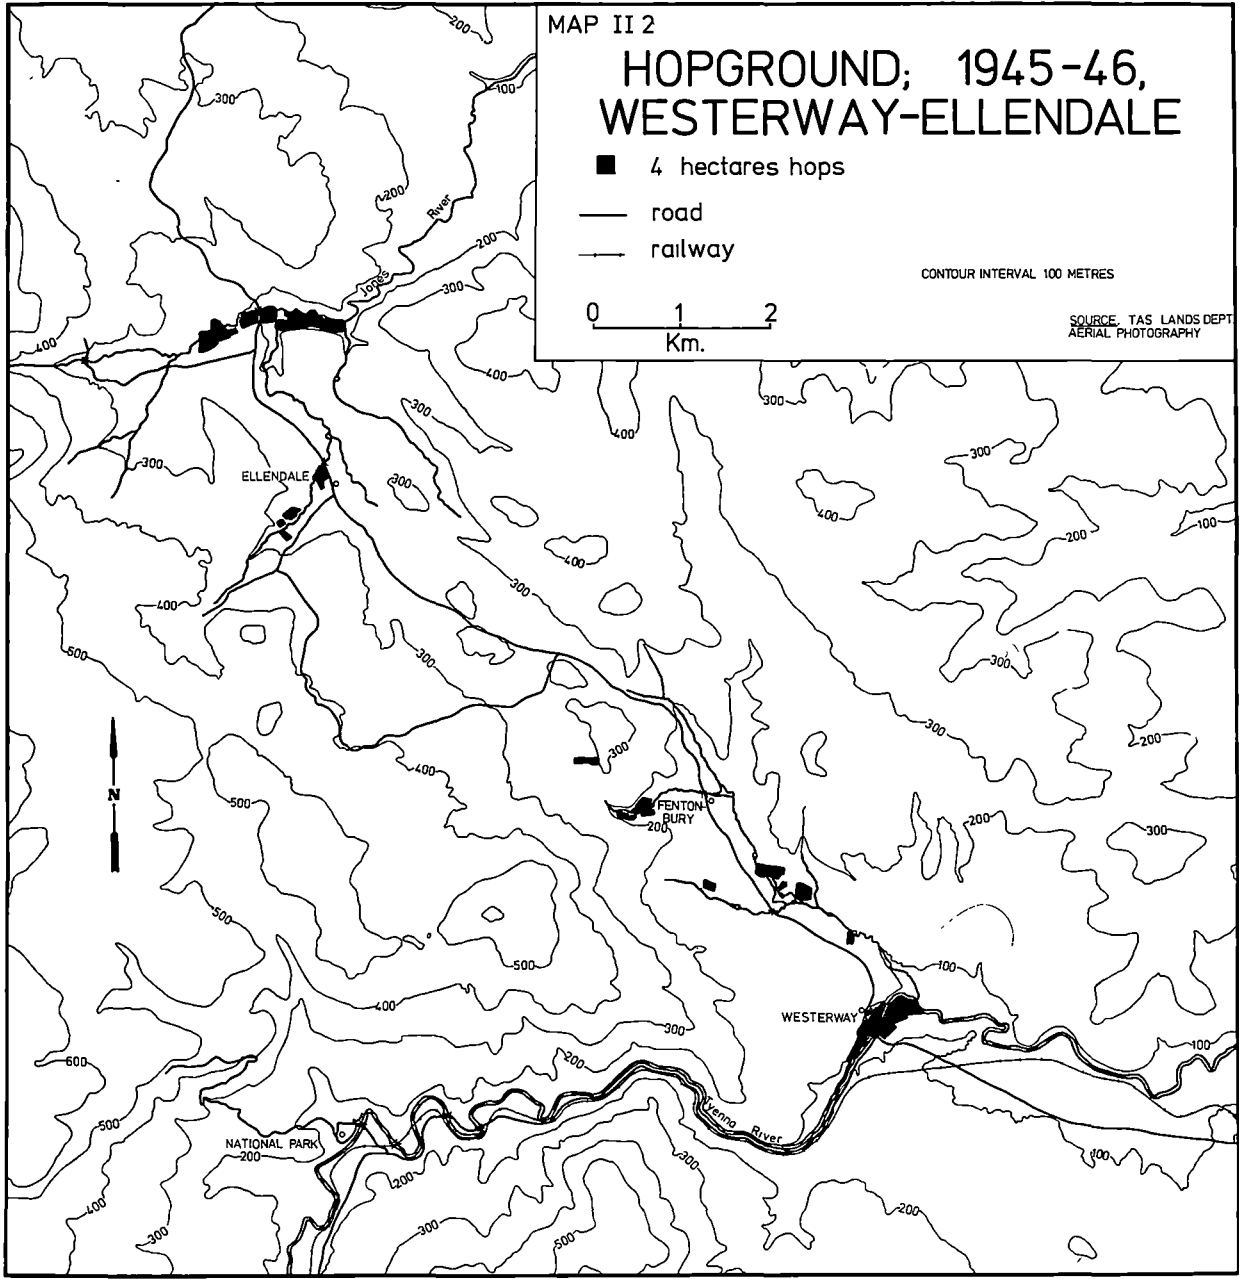 MAP II 2
HOPGROUND; 1945-46,
WESTERWAY-ELLENDALE
4 hectares hops
road
railway
CONTOUR INTERVAL 100 METRES
0 1 2
Km.
SOURCE. TAS LANDS DEPT
AERIAL PHOTOGRAPHY
200
300
100
200
River
200
Jones
300
400
400
300
300
400
300
300
ELLENDALE
300
400
200
100
400
300
400
500
300
300
300
200
400
300
N
500
FENTON-
BURY
200
200
300
500
500
100
400
WESTERWAY
300
600
200
100
500
Tyenna River
NATIONAL PARK
200
300
100
200
400
200
300
300
500